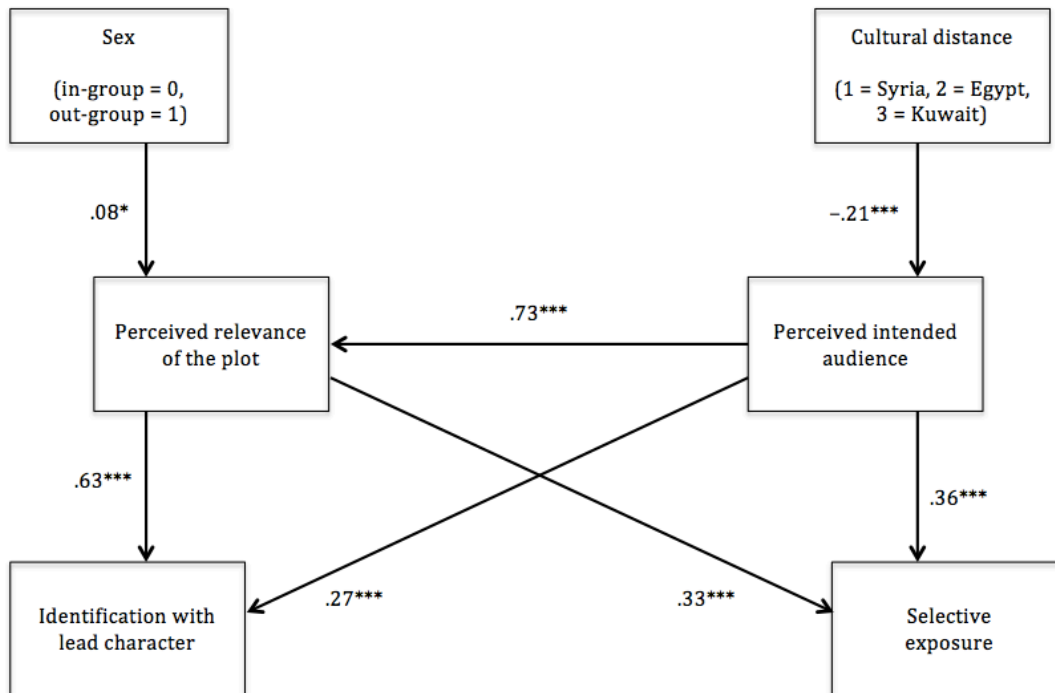 Sex
(in-group = 0,
out-group = 1)
Cultural distance
(1 = Syria, 2 = Egypt,
3 = Kuwait)
.08*
–.21***
Perceived relevance
of the plot
.73***
Perceived intended
audience
.63***
.36***
Identification with
lead character
.27***
.33***
Selective
exposure